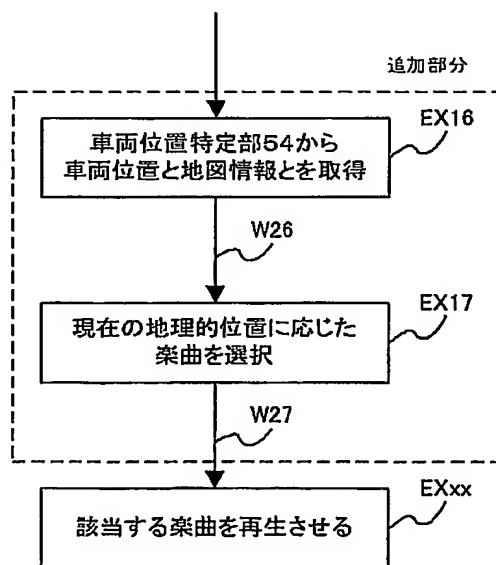 追加部分
EX16
車両位置特定部54から
車両位置と地図情報とを取得
W26
EX17
現在の地理的位置に応じた
楽曲を選択
W27
EXxx
該当する楽曲を再生させる